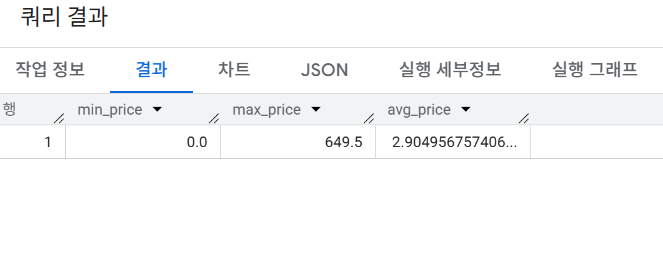 쿼리 결과
작업 정보 결과 차트 JSON 실행 세부정보 실행 그래프
행 min_price max_price avg_price
1 0.0 649.5 2.904956757406...